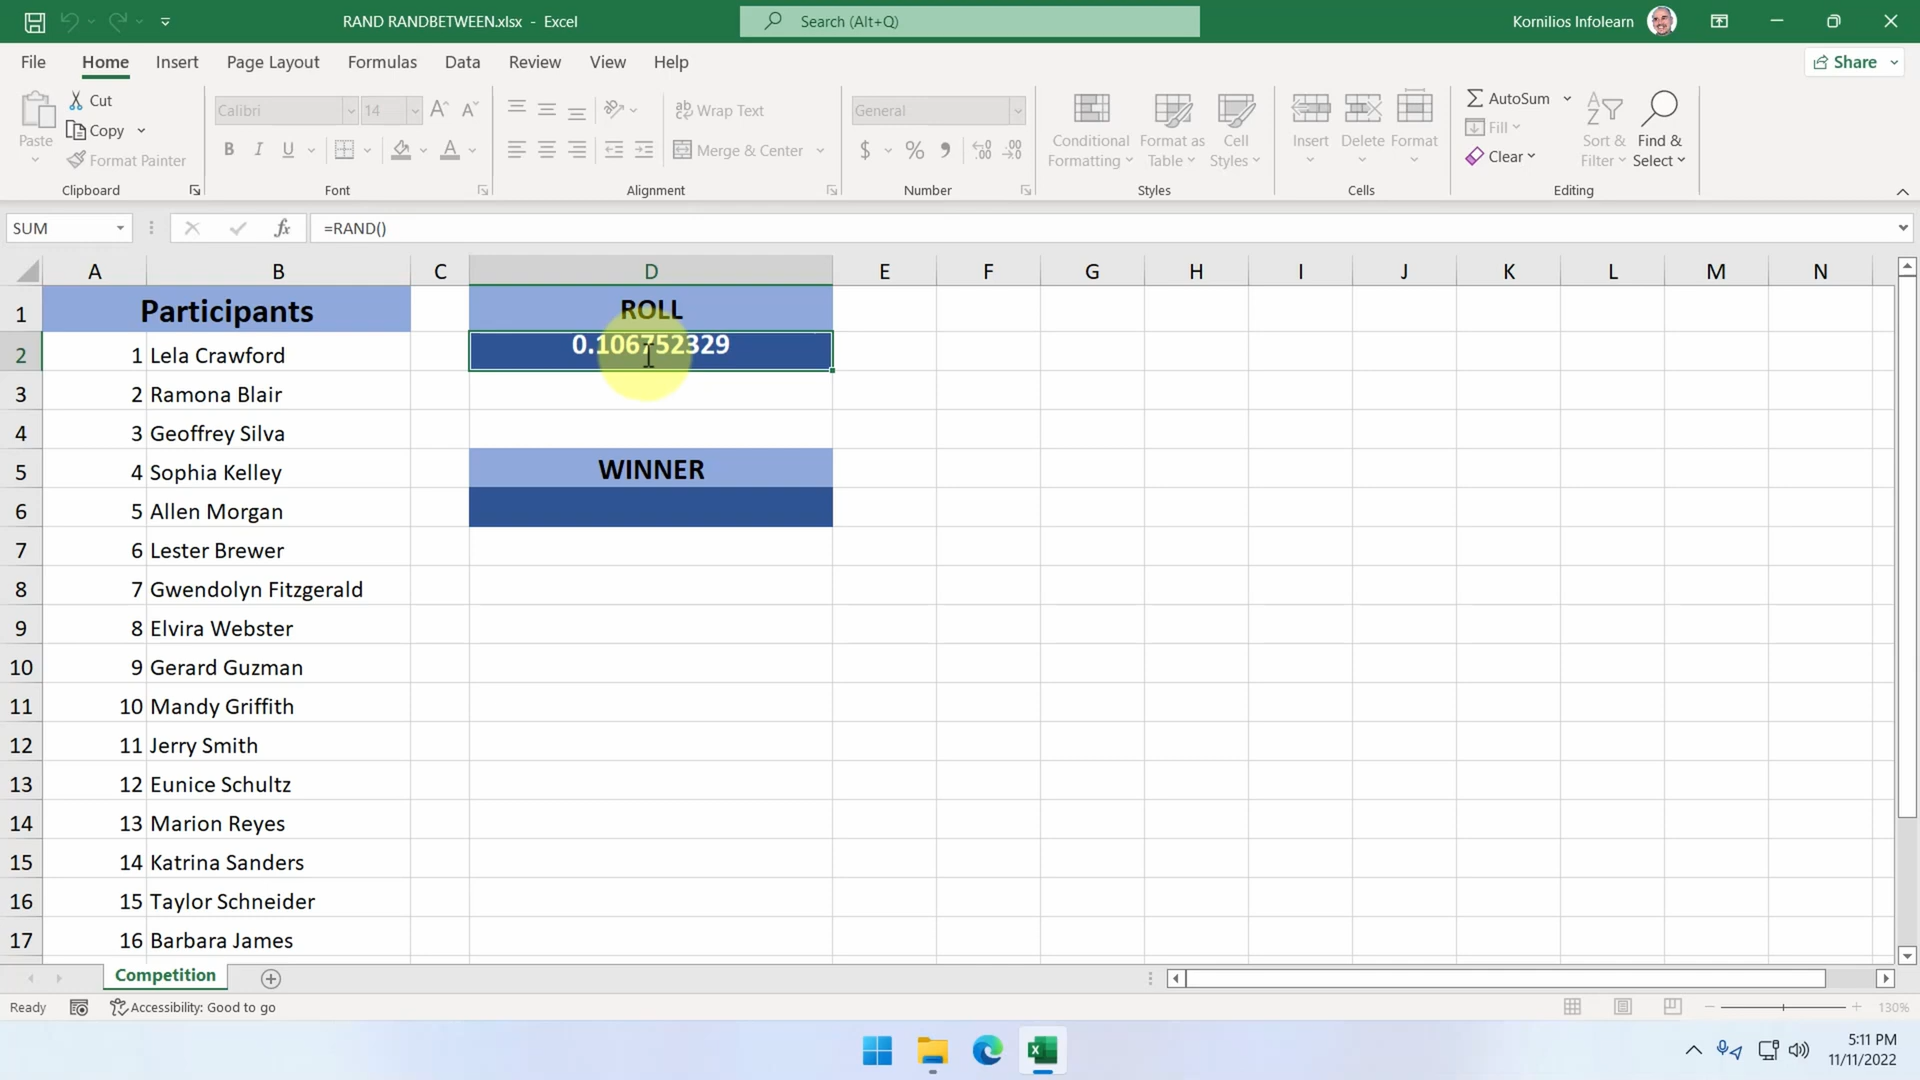 RAND RANDBETWEEN.xlsx - Excel
Search (Alt+Q)
Kornilios Infolearn
File Home Insert Page Layout Formulas Data Review View Help
Share
Paste
Cut
Copy
Format Painter
Clipboard
Calibri 14
B I U A
Font
Wrap Text
Merge & Center
Alignment
General
$ % ,
Number
Conditional Formatting
Format as Table
Cell Styles
Styles
Insert Delete Format
Cells
AutoSum
Fill
Clear
Sort & Filter
Find & Select
Editing
SUM
fx
=RAND()
A B C D E F G H I J K L M N
1 Participants ROLL
2 1 Lela Crawford 0.106752329
3 2 Ramona Blair
4 3 Geoffrey Silva
5 4 Sophia Kelley WINNER
6 5 Allen Morgan
7 6 Lester Brewer
8 7 Gwendolyn Fitzgerald
9 8 Elvira Webster
10 9 Gerard Guzman
11 10 Mandy Griffith
12 11 Jerry Smith
13 12 Eunice Schultz
14 13 Marion Reyes
15 14 Katrina Sanders
16 15 Taylor Schneider
17 16 Barbara James
Competition
Ready
Accessibility: Good to go
130%
5:11 PM
11/11/2022